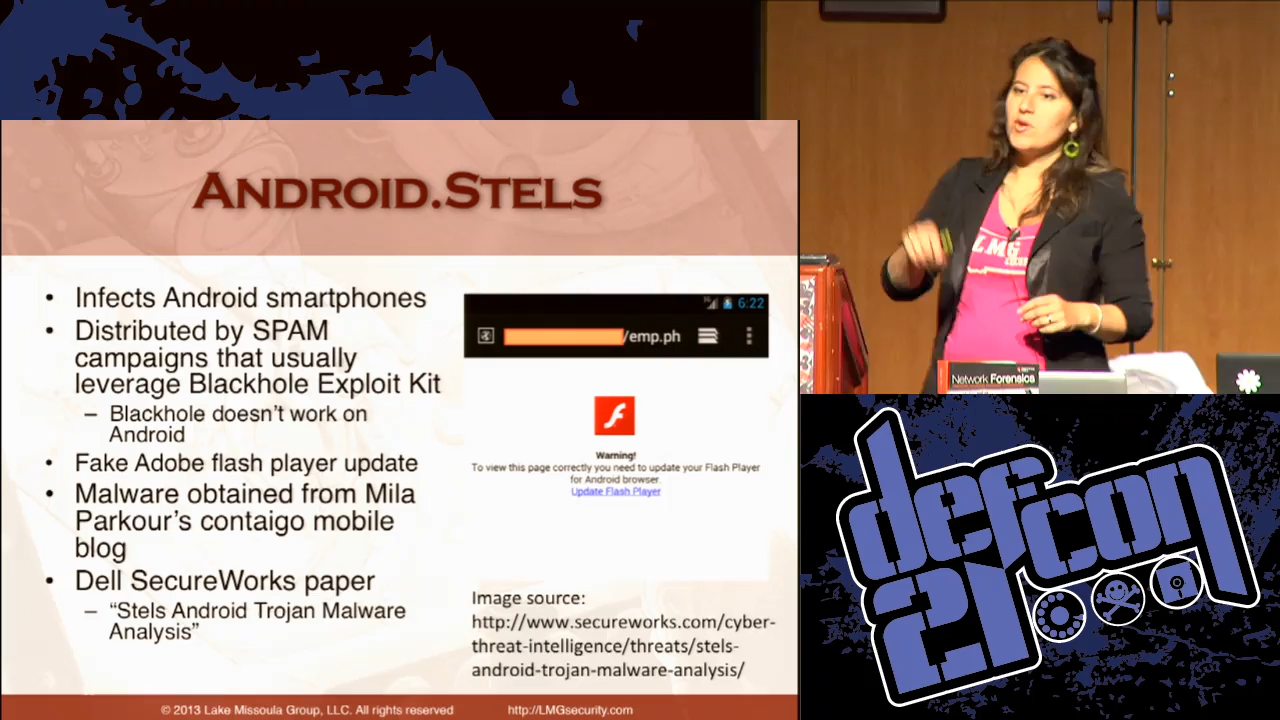 ANDROID.STELS
• Infects Android smartphones
• Distributed by SPAM
campaigns that usually
leverage Blackhole Exploit Kit
– Blackhole doesn't work on
Android
• Fake Adobe flash player update
• Malware obtained from Mila
Parkour's contaigo mobile
blog
• Dell SecureWorks paper
– "Stels Android Trojan Malware
Analysis"
3G 6:22
/emp.ph
Warning!
To view this page correctly you need to update your Flash Player
for Android browser.
Update Flash Player
Image source:
http://www.secureworks.com/cyber-
threat-intelligence/threats/stels-
android-trojan-malware-analysis/
© 2013 Lake Missoula Group, LLC. All rights reserved
http://LMGsecurity.com
LMG
Network Forensics
defcon
21